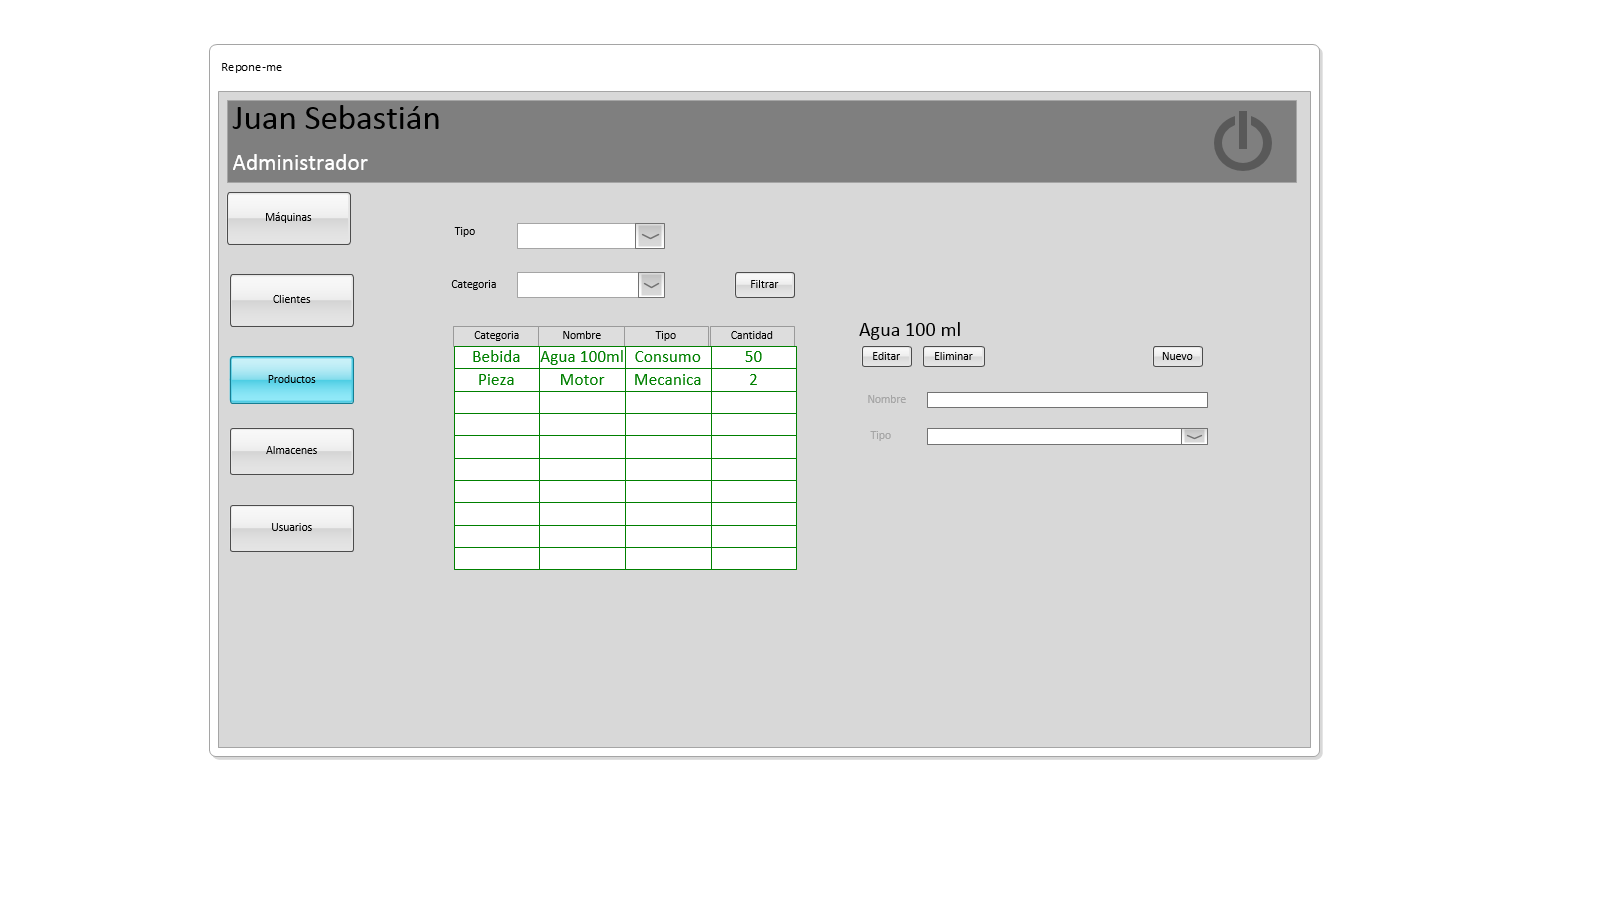 Repone-me
Juan Sebastián
Administrador
Máquinas
Clientes
Productos
Almacenes
Usuarios
Tipo
Categoria
Filtrar
Categoria Nombre Tipo Cantidad
Bebida Agua 100ml Consumo 50
Pieza Motor Mecanica 2
Agua 100 ml
Editar Eliminar Nuevo
Nombre
Tipo